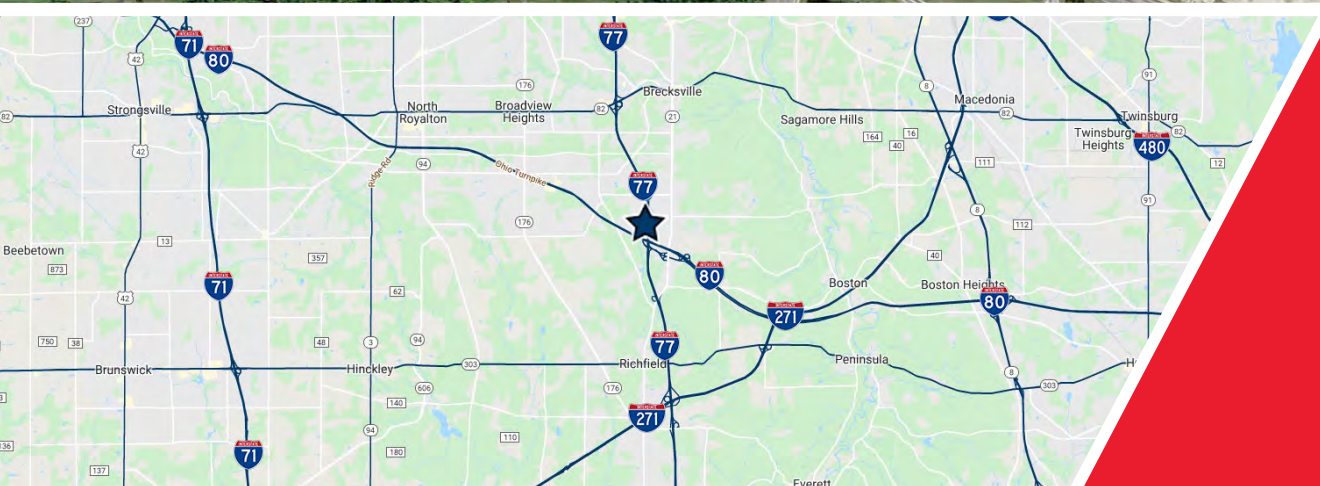 237
71
80
42
77
176
8
91
Strongsville
82
North
Royalton
Broadview
Heights
82
Brecksville
21
Sagamore Hills
Macedonia
82
Twinsburg
Twinsburg
Heights
82
480
164
16
40
111
12
42
94
Ridge Rd
Ohio Turnpike
77
176
91
8
112
13
Beebetown
873
357
40
80
71
62
42
Boston
Boston Heights
80
271
750
38
48
3
94
77
Brunswick
Hinckley
303
Richfield
Peninsula
8
303
606
176
140
271
94
110
180
71
137
Everett